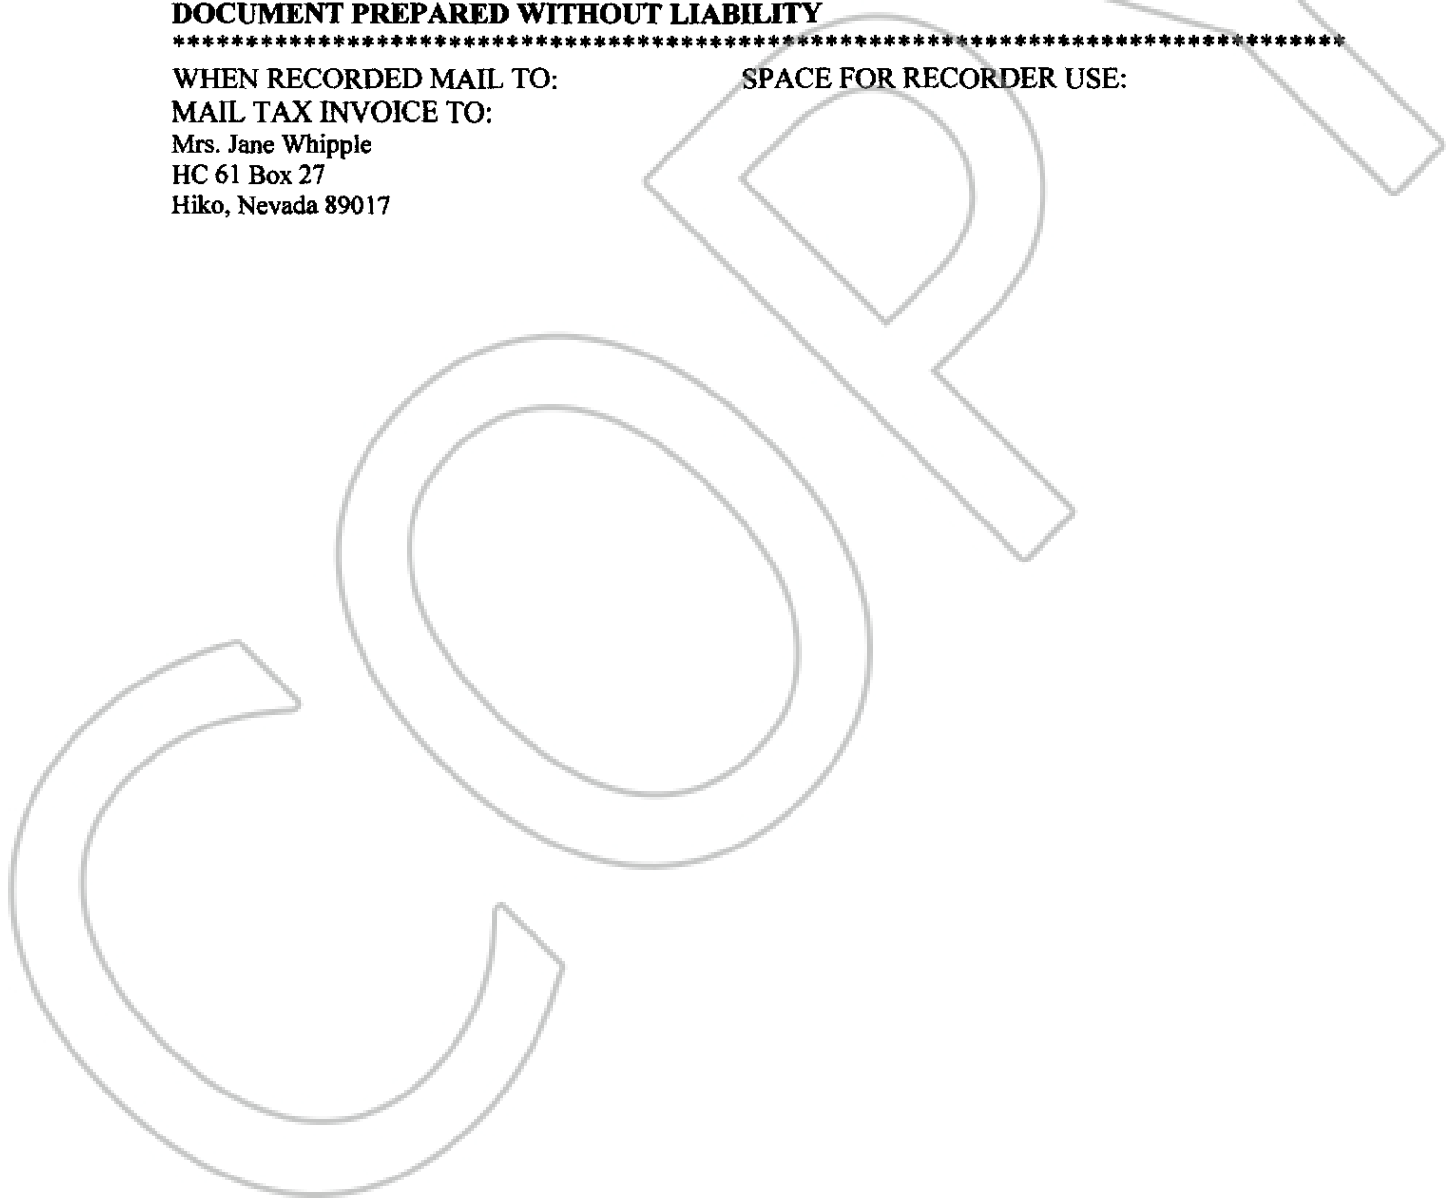 DOCUMENT PREPARED WITHOUT LIABILITY
*********************************************************************************
WHEN RECORDED MAIL TO: SPACE FOR RECORDER USE:
MAIL TAX INVOICE TO:
Mrs. Jane Whipple
HC 61 Box 27
Hiko, Nevada 89017
COPY